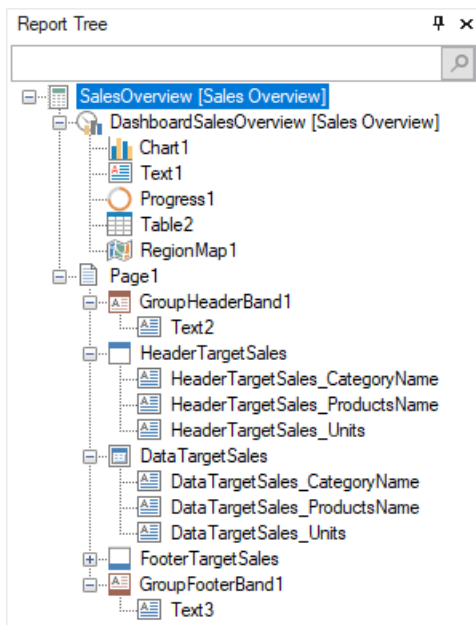 Report Tree
SalesOverview [Sales Overview]
DashboardSalesOverview [Sales Overview]
Chart1
Text1
Progress1
Table2
RegionMap1
Page1
GroupHeaderBand1
Text2
HeaderTargetSales
HeaderTargetSales_CategoryName
HeaderTargetSales_ProductsName
HeaderTargetSales_Units
DataTargetSales
DataTargetSales_CategoryName
DataTargetSales_ProductsName
DataTargetSales_Units
FooterTargetSales
GroupFooterBand1
Text3